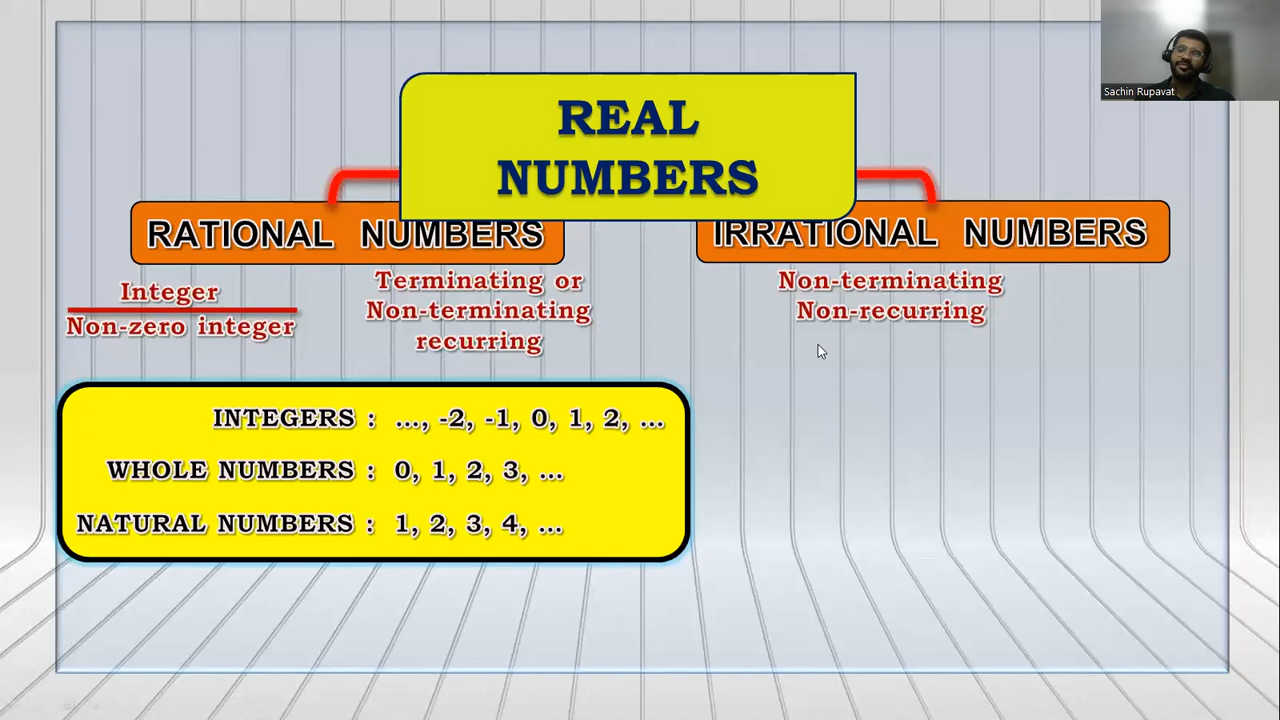 Sachin Rupavat
REAL
NUMBERS
RATIONAL NUMBERS
IRRATIONAL NUMBERS
Integer
Non-zero integer
Terminating or
Non-terminating
recurring
Non-terminating
Non-recurring
INTEGERS : ..., -2, -1, 0, 1, 2, ...
WHOLE NUMBERS : 0, 1, 2, 3, ...
NATURAL NUMBERS : 1, 2, 3, 4, ...